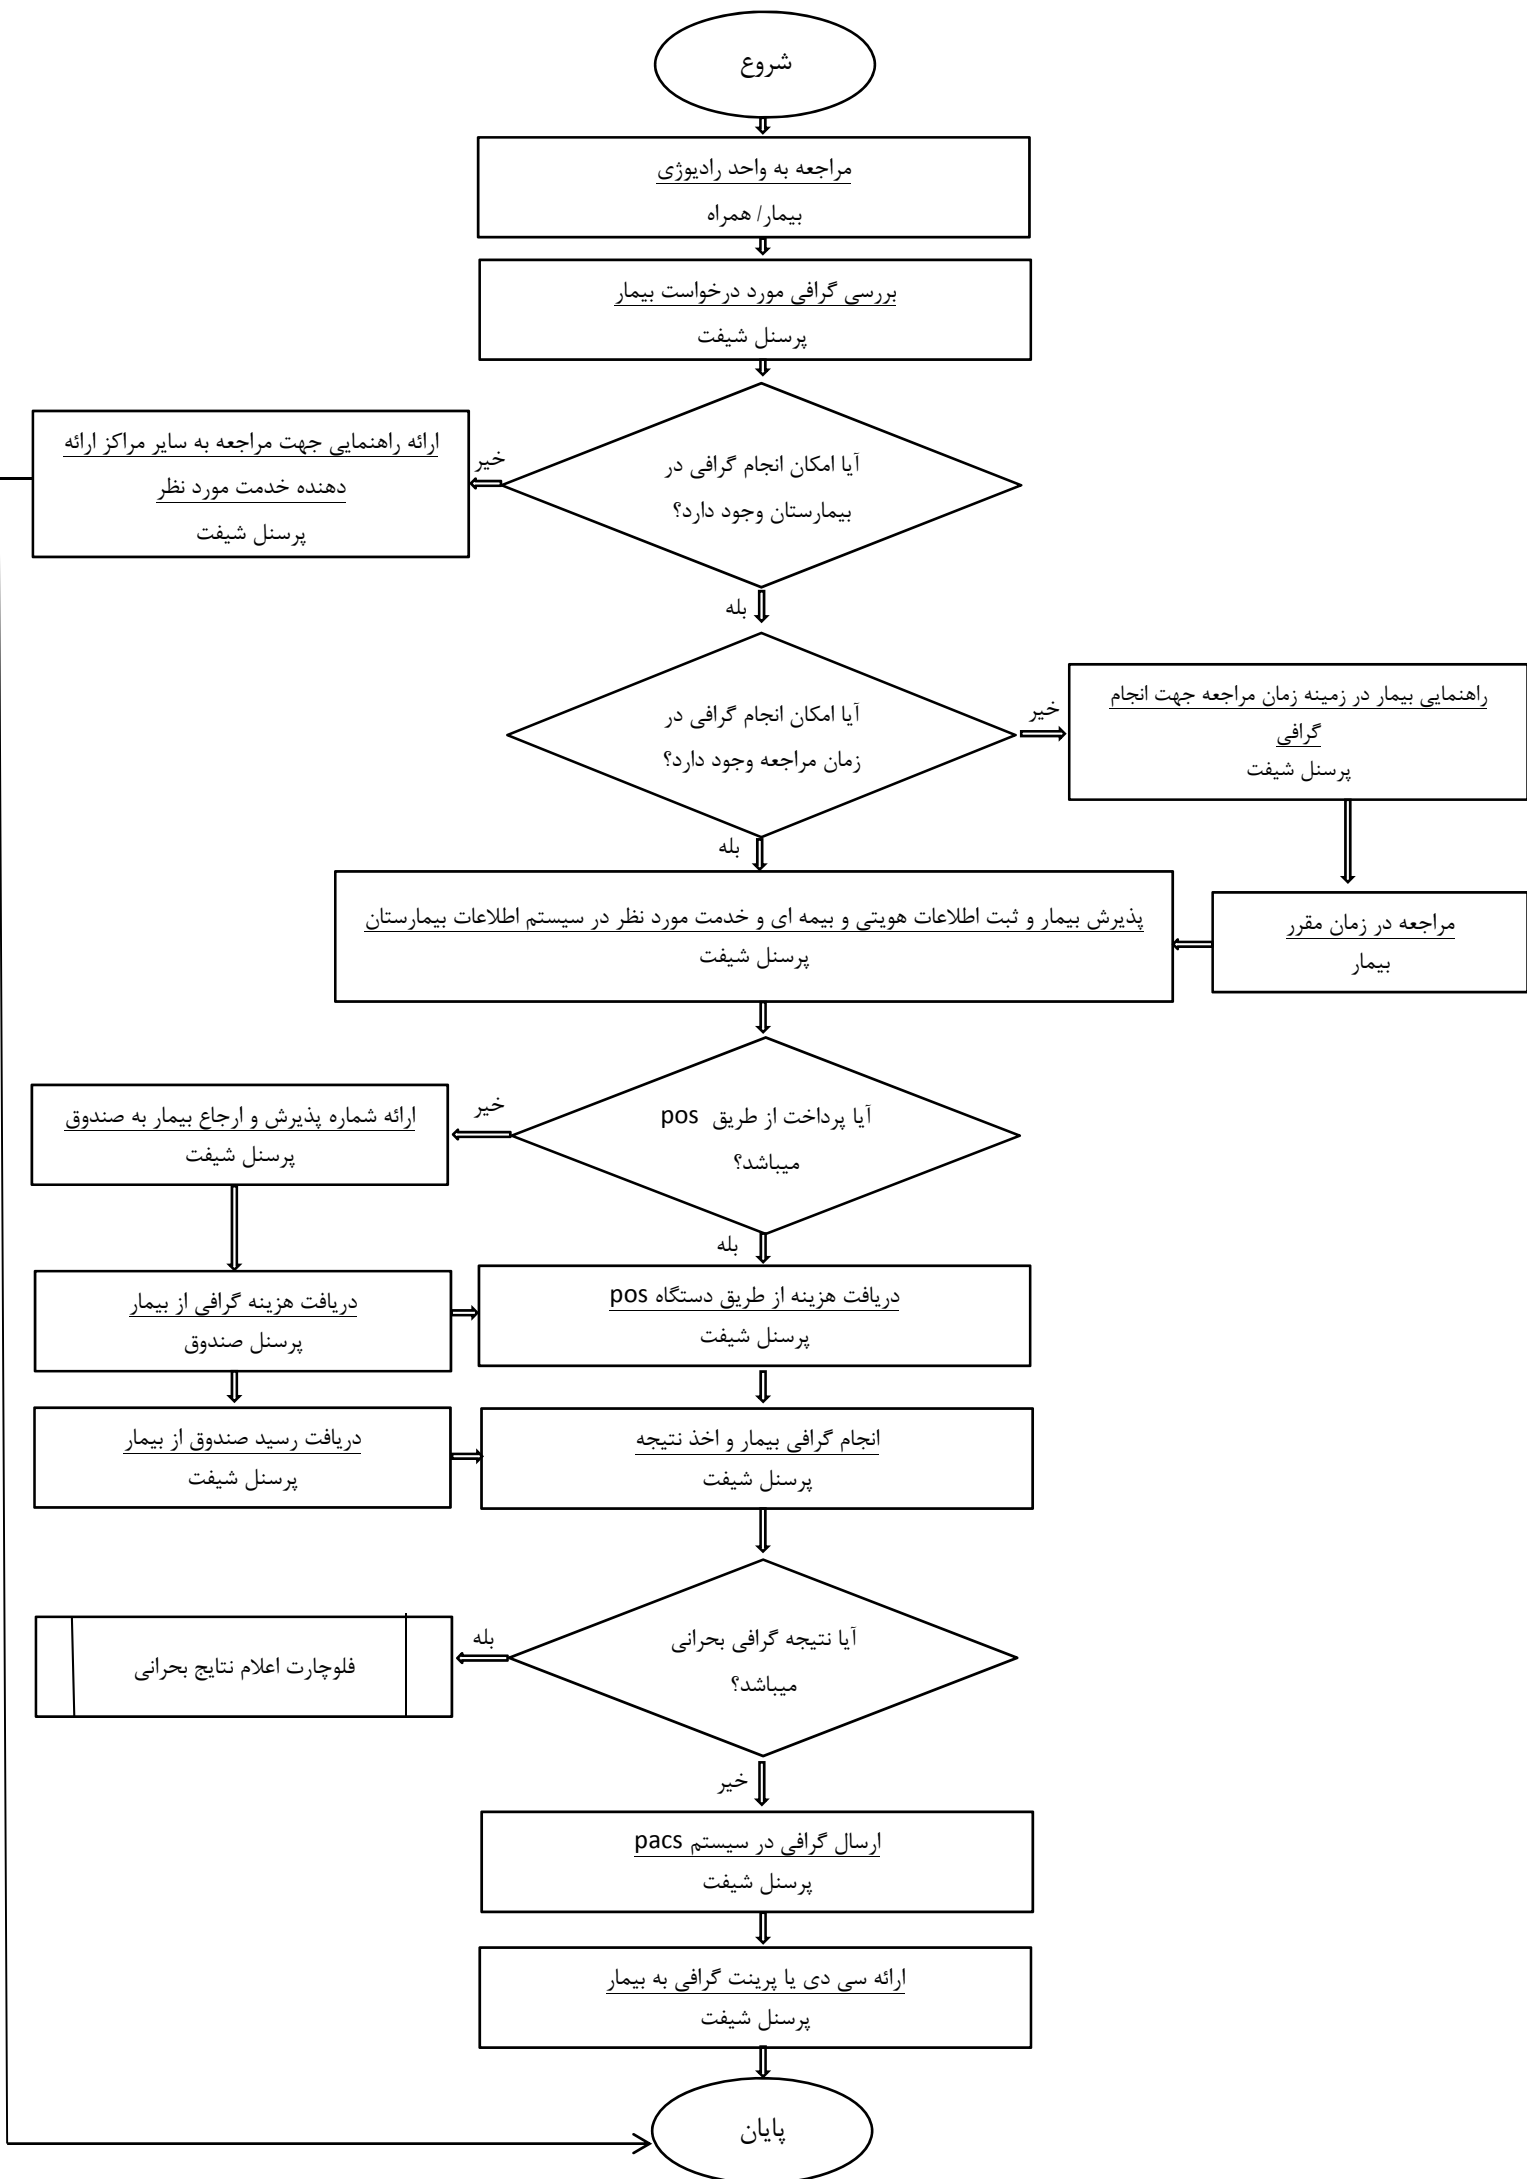 شروع
مراجعه به واحد رادیوژی
بیمار/ همراه
بررسی گرافی مورد درخواست بیمار
پرسنل شیفت
آیا امکان انجام گرافی در
بیمارستان وجود دارد؟
خیر
ارائه راهنمایی جهت مراجعه به سایر مراکز ارائه
دهنده خدمت مورد نظر
پرسنل شیفت
بله
آیا امکان انجام گرافی در
زمان مراجعه وجود دارد؟
خیر
راهنمایی بیمار در زمینه زمان مراجعه جهت انجام
گرافی
پرسنل شیفت
بله
مراجعه در زمان مقرر
بیمار
پذیرش بیمار و ثبت اطلاعات هویتی و بیمه ای و خدمت مورد نظر در سیستم اطلاعات بیمارستان
پرسنل شیفت
آیا پرداخت از طریق pos
میباشد؟
خیر
ارائه شماره پذیرش و ارجاع بیمار به صندوق
پرسنل شیفت
بله
دریافت هزینه از طریق دستگاه pos
پرسنل شیفت
دریافت هزینه گرافی از بیمار
پرسنل صندوق
انجام گرافی بیمار و اخذ نتیجه
پرسنل شیفت
دریافت رسید صندوق از بیمار
پرسنل شیفت
آیا نتیجه گرافی بحرانی
میباشد؟
بله
فلوچارت اعلام نتایج بحرانی
خیر
ارسال گرافی در سیستم pacs
پرسنل شیفت
ارائه سی دی یا پرینت گرافی به بیمار
پرسنل شیفت
پایان